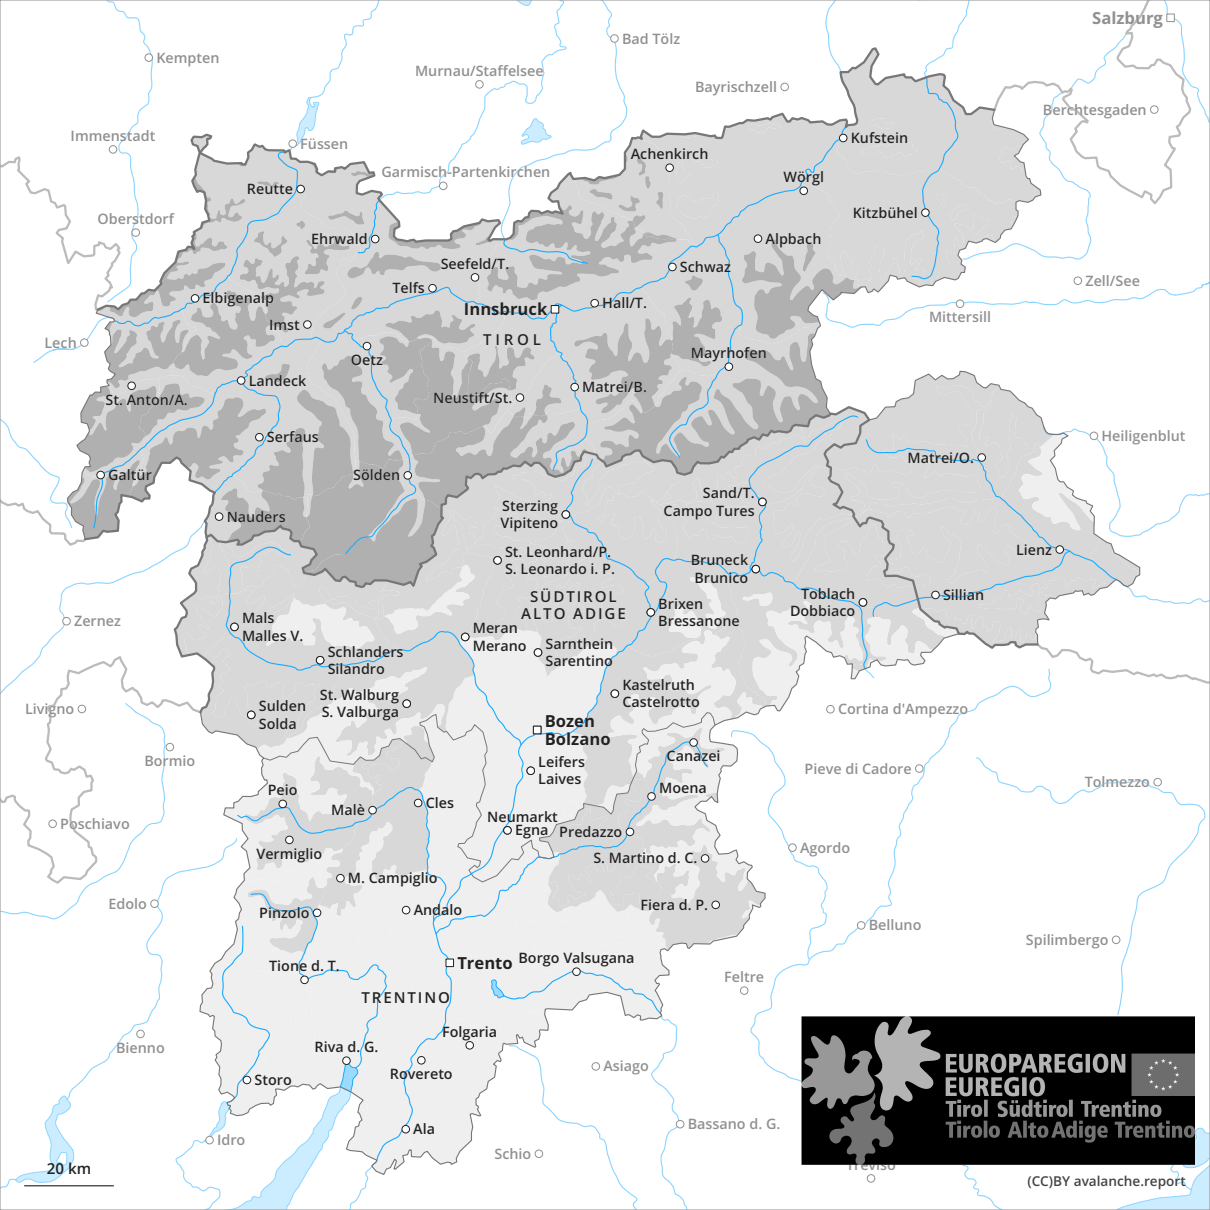 Salzburg
Bad Tölz
Kempten
Murnau/Staffelsee
Bayrischzell
Berchtesgaden
Immenstadt
Füssen
Kufstein
Achenkirch
Garmisch-Partenkirchen
Wörgl
Reutte
Oberstdorf
Kitzbühel
Ehrwald
Alpbach
Seefeld/T.
Schwaz
Zell/See
Telfs
Elbigenalp
Hall/T.
Innsbruck
Mittersill
Imst
TIROL
Lech
Oetz
Mayrhofen
Landeck
Matrei/B.
St. Anton/A.
Neustift/St.
Serfaus
Heiligenblut
Matrei/O.
Galtür
Sölden
Sand/T.
Campo Tures
Sterzing
Vipiteno
Nauders
St. Leonhard/P.
S. Leonardo i. P.
Lienz
Bruneck
Brunico
SÜDTIROL
ALTO ADIGE
Toblach
Dobbiaco
Sillian
Brixen
Bressanone
Zernez
Mals
Malles V.
Meran
Merano
Sarnthein
Sarentino
Schlanders
Silandro
Kastelruth
Castelrotto
St. Walburg
S. Valburga
Sulden
Solda
Livigno
Cortina d'Ampezzo
Bozen
Bolzano
Bormio
Canazei
Leifers
Laives
Pieve di Cadore
Tolmezzo
Peio
Moena
Malè
Cles
Neumarkt
Egna
Predazzo
Poschiavo
Vermiglio
Agordo
S. Martino d. C.
M. Campiglio
Edolo
Pinzolo
Andalo
Fiera d. P.
Belluno
Spilimbergo
Trento
Borgo Valsugana
Tione d. T.
Feltre
TRENTINO
Folgaria
Bienno
Riva d. G.
Rovereto
Asiago
Storo
EUROPAREGION
EUREGIO
Tirol Südtirol Trentino
Tirolo Alto Adige Trentino
Ala
Bassano d. G.
Idro
Schio
Treviso
20 km
(CC)BY avalanche.report